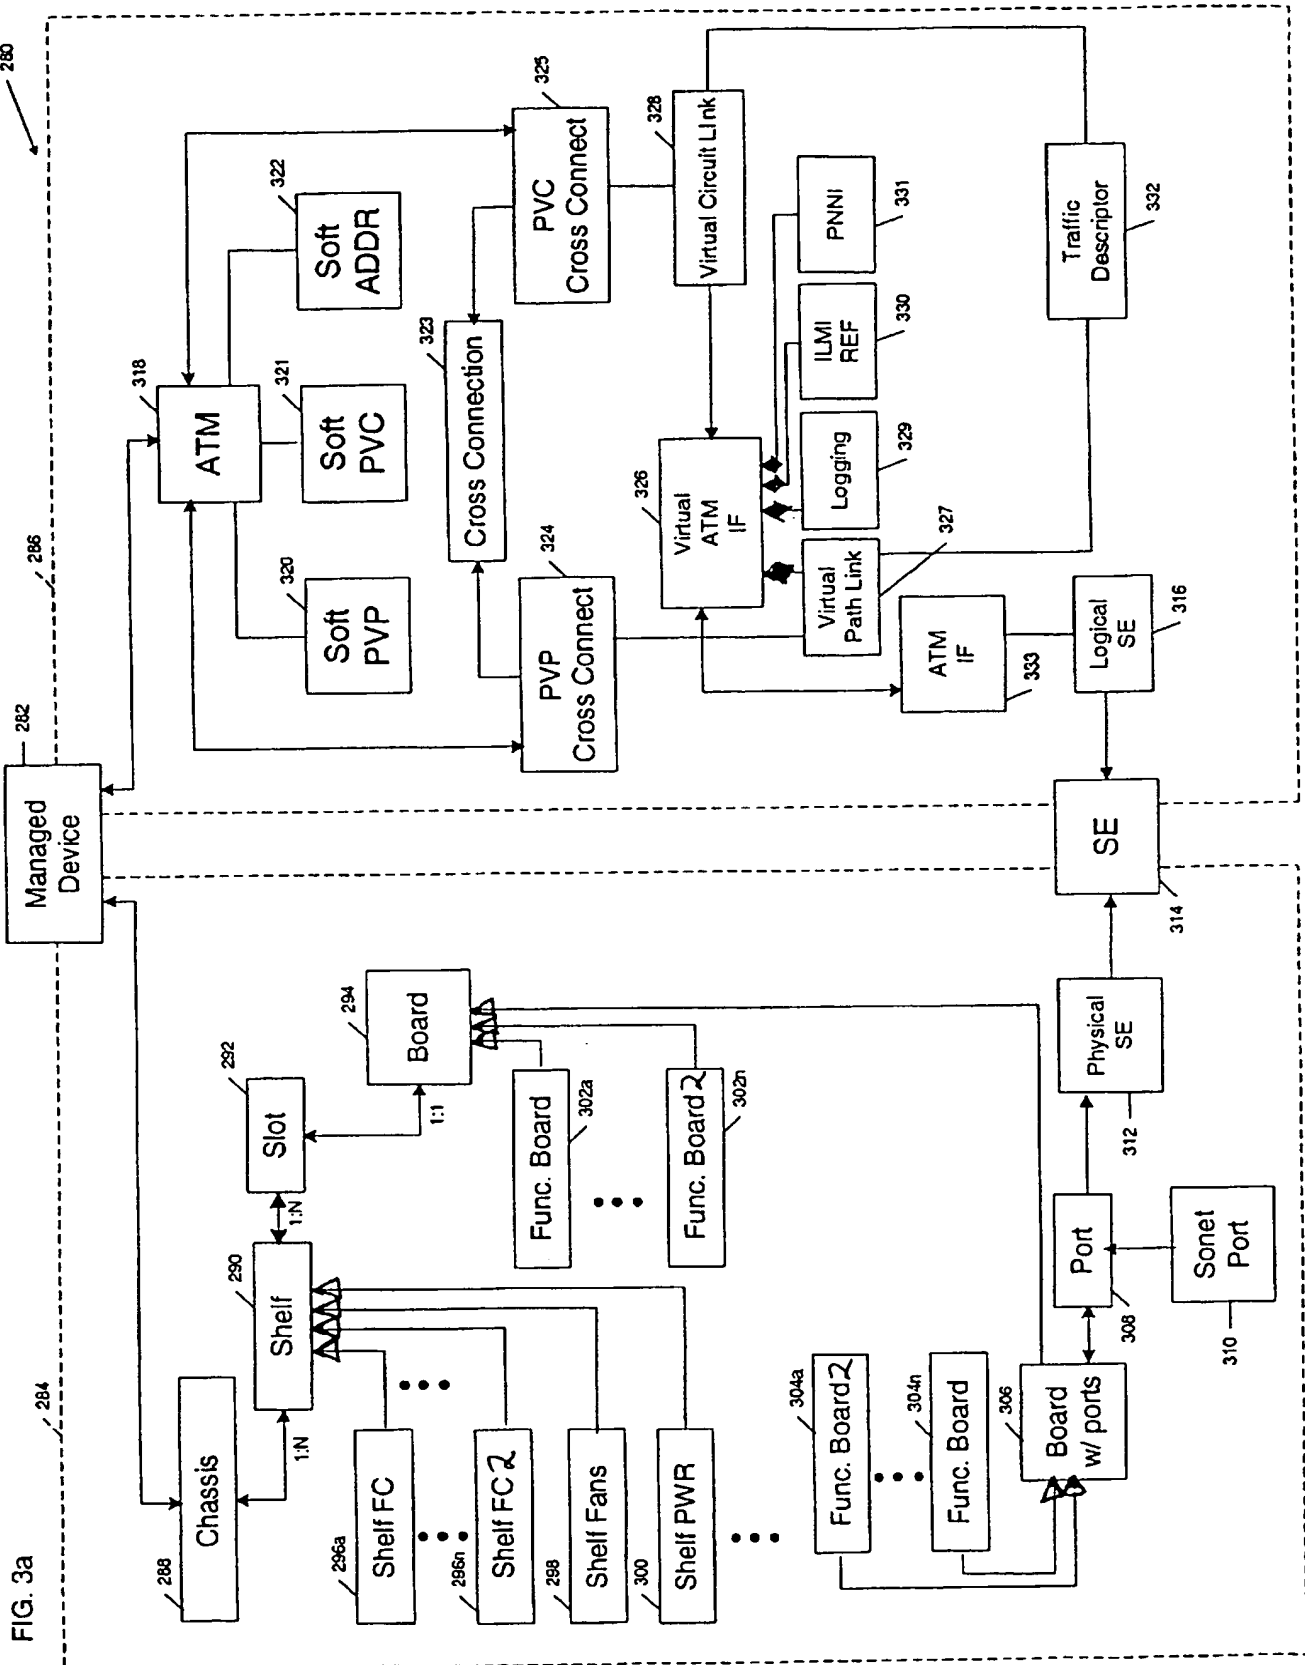 FIG. 3a
280
Managed
Device
282
284
286
Chassis
288
1:N
Shelf
290
1:N
Slot
292
1:1
Board
294
Shelf FC
296a
Shelf FC 2
296n
Shelf Fans
298
Shelf PWR
300
Func. Board
302a
Func. Board 2
302n
Func. Board 2
304a
Func. Board
304n
Board
w/ ports
306
Port
308
Sonet
Port
310
Physical
SE
312
SE
314
Logical
SE
316
ATM
318
Soft
PVP
320
Soft
PVC
321
Soft
ADDR
322
Cross Connection
323
PVP
Cross Connect
324
PVC
Cross Connect
325
Virtual
ATM
IF
326
Virtual
Path Link
327
Virtual Circuit LInk
328
Logging
329
ILMI
REF
330
PNNI
331
Traffic
Descriptor
332
ATM
IF
333